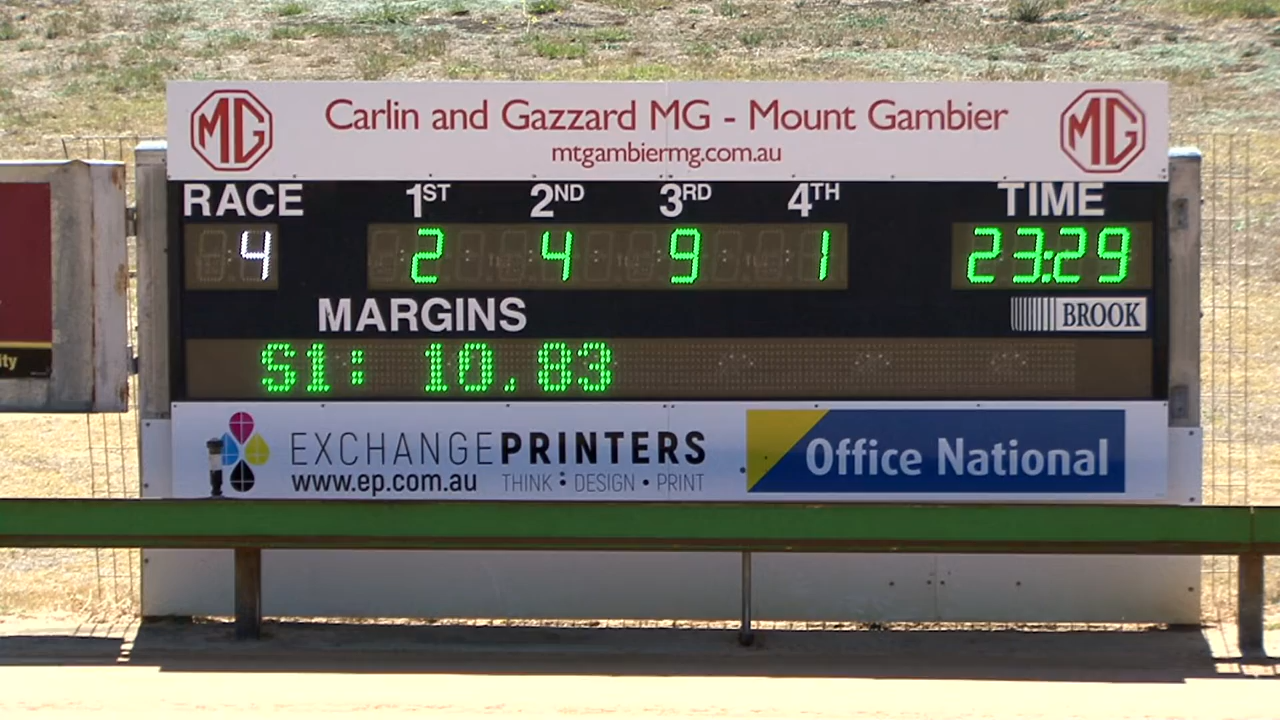 MG Carlin and Gazzard MG - Mount Gambier MG
mtgambiermg.com.au
RACE 1ST 2ND 3RD 4TH TIME
4 2 4 9 1 23:29
MARGINS BROOK
S1: 10.83
ity
EXCHANGEPRINTERS
www.ep.com.au THINK • DESIGN • PRINT
Office National